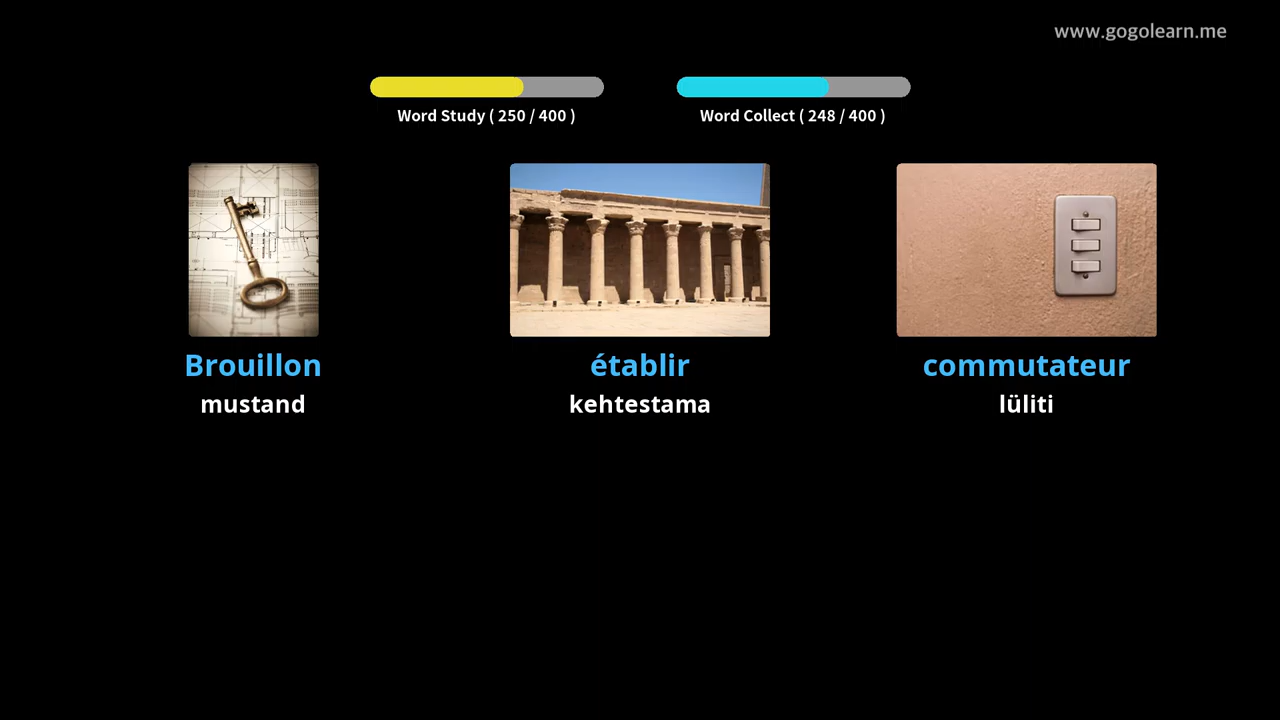 www.gogolearn.me
Word Study ( 250 / 400 )
Word Collect ( 248 / 400 )
Brouillon
mustand
établir
kehtestama
commutateur
lüliti